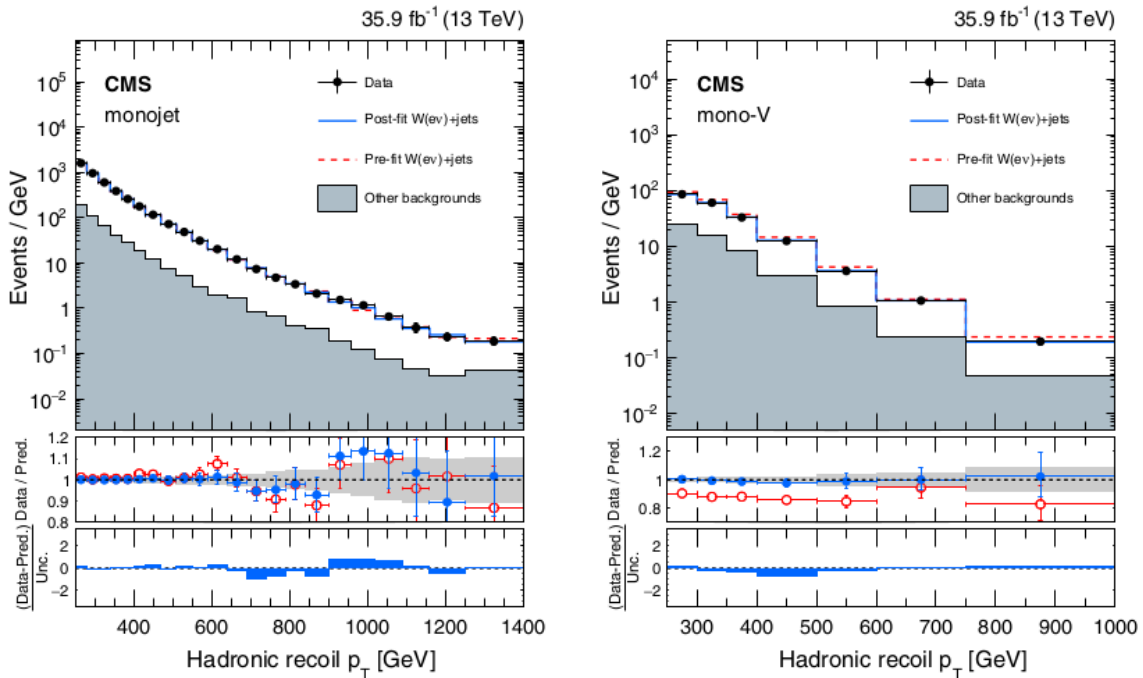 35.9 fb⁻¹ (13 TeV)
CMS
monojet
Data
Post-fit W(eν)+jets
Pre-fit W(eν)+jets
Other backgrounds
Events / GeV
10⁵
10⁴
10³
10²
10
1
10⁻¹
10⁻²
Data / Pred.
1.2
1.1
1.0
0.9
0.8
(Data-Pred.)
Unc.
2
0
−2
400 600 800 1000 1200 1400
Hadronic recoil p_T [GeV]
35.9 fb⁻¹ (13 TeV)
CMS
mono-V
Data
Post-fit W(eν)+jets
Pre-fit W(eν)+jets
Other backgrounds
Events / GeV
10⁴
10³
10²
10
1
10⁻¹
10⁻²
Data / Pred.
1.2
1.0
0.8
(Data-Pred.)
Unc.
2
0
−2
300 400 500 600 700 800 900 1000
Hadronic recoil p_T [GeV]